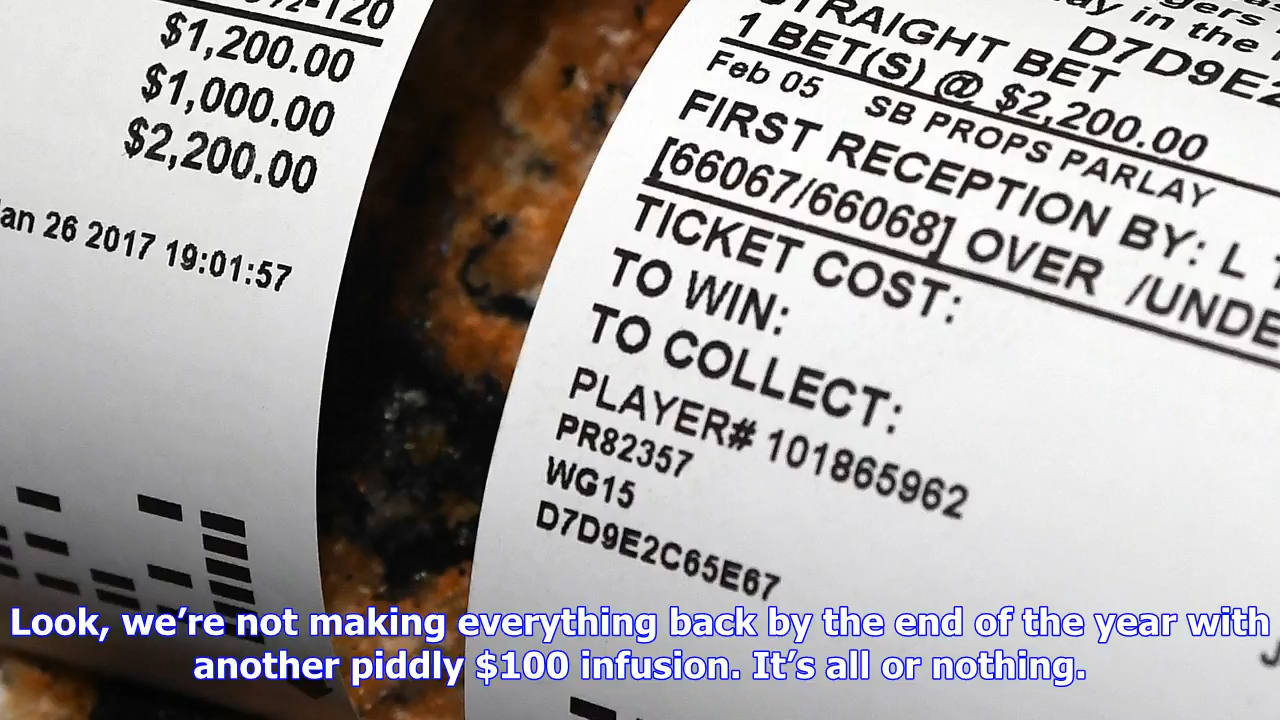 -120
$1,200.00
$1,000.00
$2,200.00
an 26 2017 19:01:57
in the
D7D9E2
STRAIGHT BET
1 BET(S) @ $2,200.00
Feb 05 SB PROPS PARLAY
FIRST RECEPTION BY: L
[66067/66068] OVER /UNDE
TICKET COST:
TO WIN:
TO COLLECT:
PLAYER# 101865962
PR82357
WG15
D7D9E2C65E67
Look, we’re not making everything back by the end of the year with
another piddly $100 infusion. It’s all or nothing.